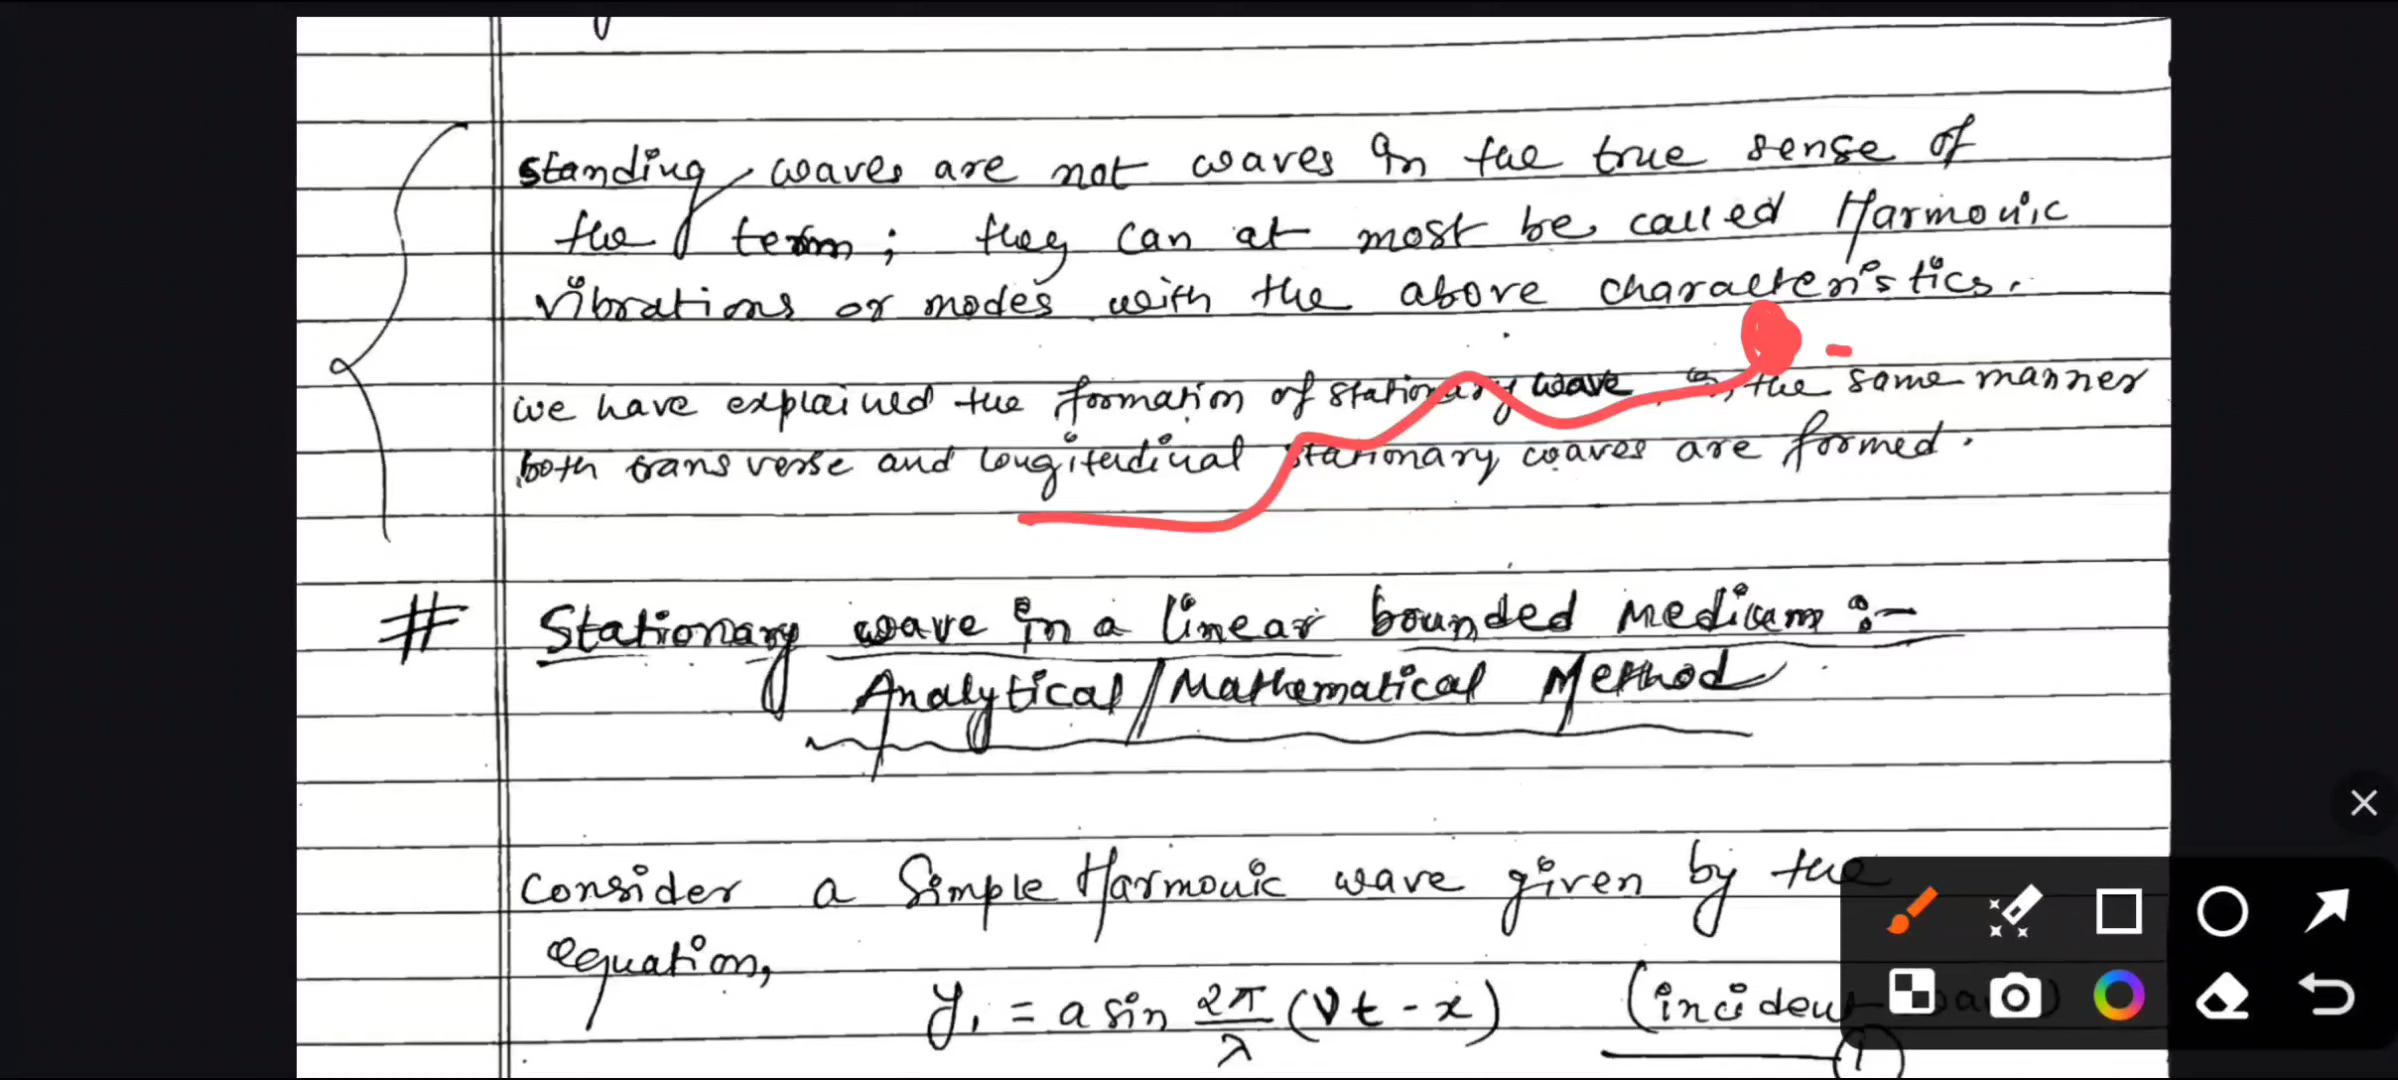 standing waves are not waves in the true sense of
the term; they can at most be called Harmonic
vibrations or modes with the above characteristics.
we have explained the formation of stationary wave, in the same manner
both transverse and longitudinal stationary waves are formed.
# Stationary wave in a linear bounded medium :-
Analytical/Mathematical Method
Consider a Simple Harmonic wave given by the
equation,
y₁ = a sin 2π/λ (vt - x) (incident
①